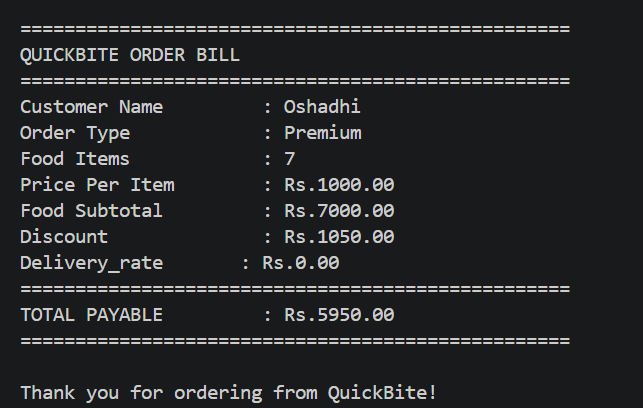 ==================================================
QUICKBITE ORDER BILL
==================================================
Customer Name         : Oshadhi
Order Type            : Premium
Food Items            : 7
Price Per Item        : Rs.1000.00
Food Subtotal         : Rs.7000.00
Discount              : Rs.1050.00
Delivery_rate       : Rs.0.00
==================================================
TOTAL PAYABLE         : Rs.5950.00
==================================================
Thank you for ordering from QuickBite!